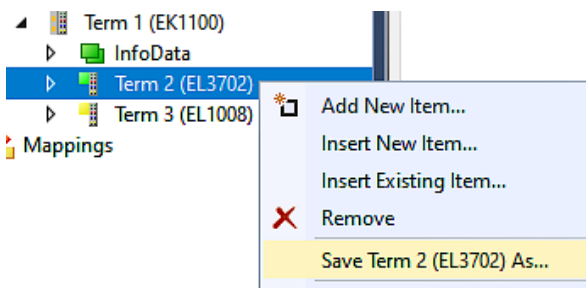 Term 1 (EK1100)
InfoData
Term 2 (EL3702)
Term 3 (EL1008)
Mappings
Add New Item...
Insert New Item...
Insert Existing Item...
Remove
Save Term 2 (EL3702) As...